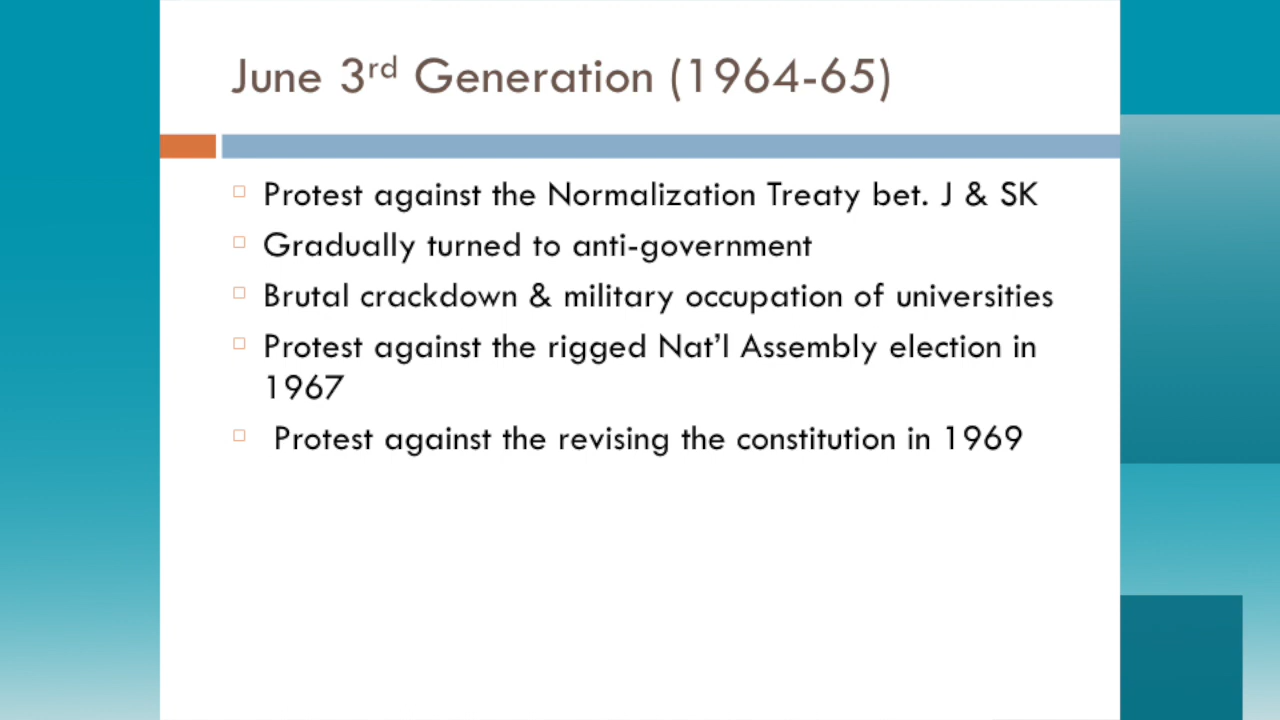 June 3rd Generation (1964-65)
Protest against the Normalization Treaty bet. J & SK
Gradually turned to anti-government
Brutal crackdown & military occupation of universities
Protest against the rigged Nat’l Assembly election in
1967
Protest against the revising the constitution in 1969